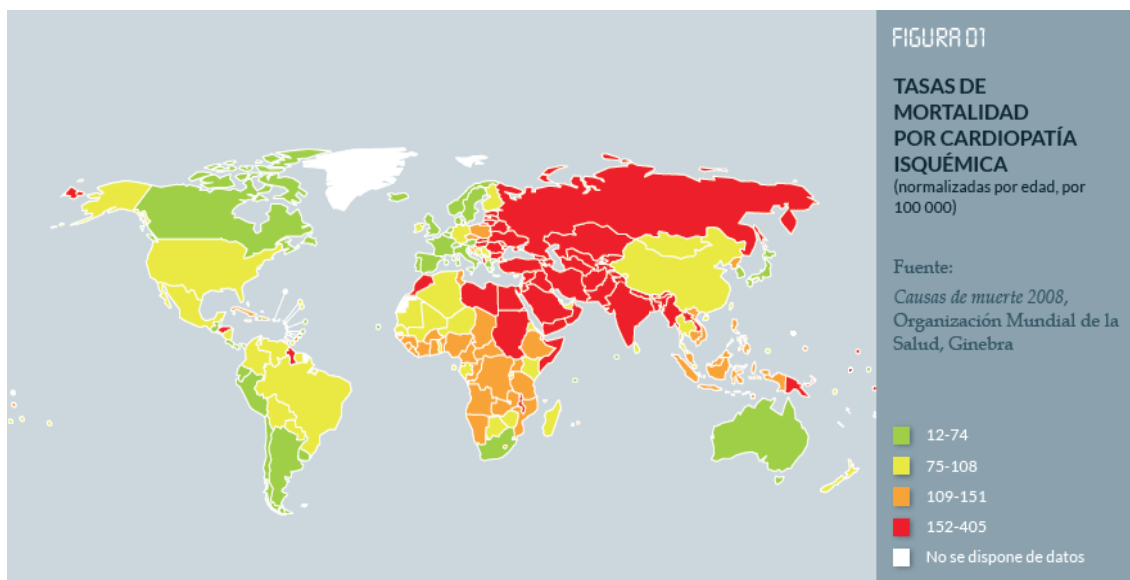 FIGURA 01
TASAS DE
MORTALIDAD
POR CARDIOPATÍA
ISQUÉMICA
(normalizadas por edad, por
100 000)
Fuente:
Causas de muerte 2008,
Organización Mundial de la
Salud, Ginebra
12-74
75-108
109-151
152-405
No se dispone de datos